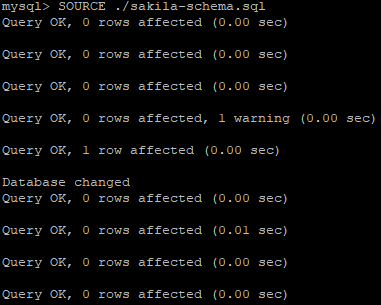 mysql> SOURCE ./sakila-schema.sql
Query OK, 0 rows affected (0.00 sec)
Query OK, 0 rows affected (0.00 sec)
Query OK, 0 rows affected (0.00 sec)
Query OK, 0 rows affected, 1 warning (0.00 sec)
Query OK, 1 row affected (0.00 sec)
Database changed
Query OK, 0 rows affected (0.00 sec)
Query OK, 0 rows affected (0.01 sec)
Query OK, 0 rows affected (0.00 sec)
Query OK, 0 rows affected (0.00 sec)